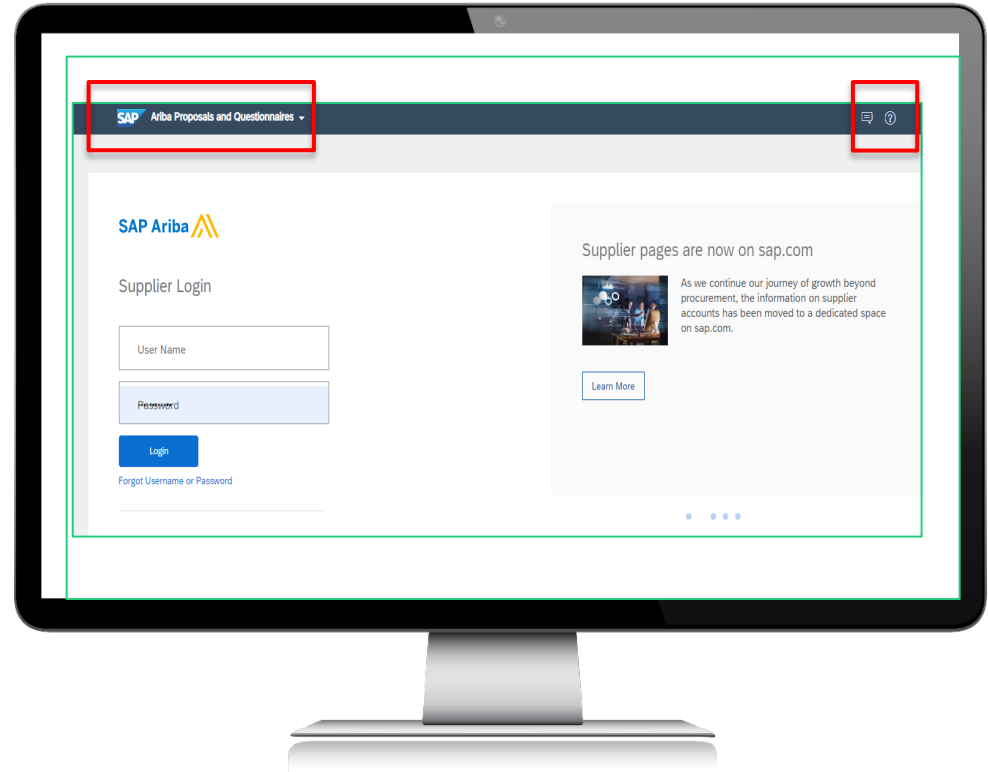 SAP Ariba Proposals and Questionnaires
SAP Ariba
Supplier Login
User Name
Password
Login
Forgot Username or Password
Supplier pages are now on sap.com
As we continue our journey of growth beyond
procurement, the information on supplier
accounts has been moved to a dedicated space
on sap.com.
Learn More